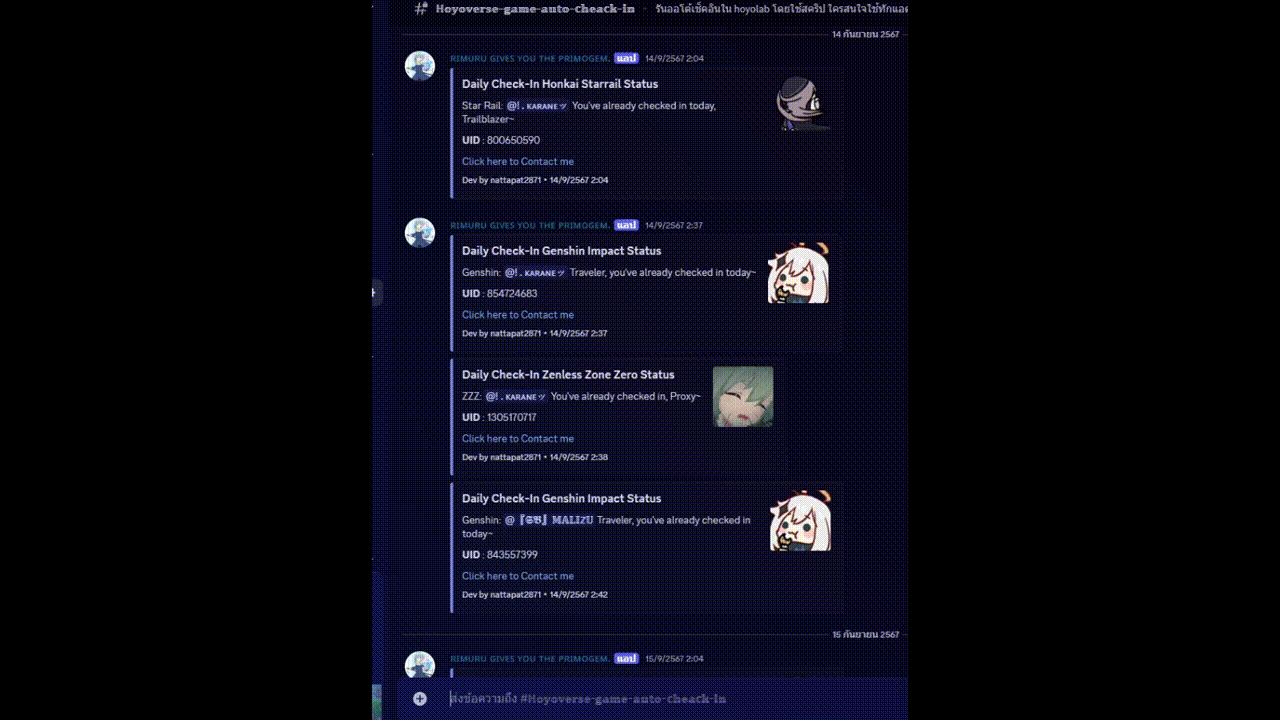 Hoyoverse-game-auto-cheack-in - รันออโต้เช็คอินใน hoyolab โดยใช้สคริป ใครสนใจใช้ทักแอด
14 กันยายน 2567
RIMURU GIVES YOU THE PRIMOGEM. แอป 14/9/2567 2:04
Daily Check-In Honkai Starrail Status
Star Rail: @! . ᴋᴀʀᴀɴᴇ ッ You've already checked in today,
Trailblazer~
UID : 800650590
Click here to Contact me
Dev by nattapat2871 • 14/9/2567 2:04
RIMURU GIVES YOU THE PRIMOGEM. แอป 14/9/2567 2:37
Daily Check-In Genshin Impact Status
Genshin: @! . ᴋᴀʀᴀɴᴇ ッ Traveler, you've already checked in today~
UID : 854724683
Click here to Contact me
Dev by nattapat2871 • 14/9/2567 2:37
Daily Check-In Zenless Zone Zero Status
ZZZ: @! . ᴋᴀʀᴀɴᴇ ッ You've already checked in, Proxy~
UID : 1305170717
Click here to Contact me
Dev by nattapat2871 • 14/9/2567 2:38
Daily Check-In Genshin Impact Status
Genshin: @ MALIZU Traveler, you've already checked in
today~
UID : 843557399
Click here to Contact me
Dev by nattapat2871 • 14/9/2567 2:42
15 กันยายน 2567
RIMURU GIVES YOU THE PRIMOGEM. แอป 15/9/2567 2:04
ส่งข้อความถึง #Hoyoverse-game-auto-cheack-in